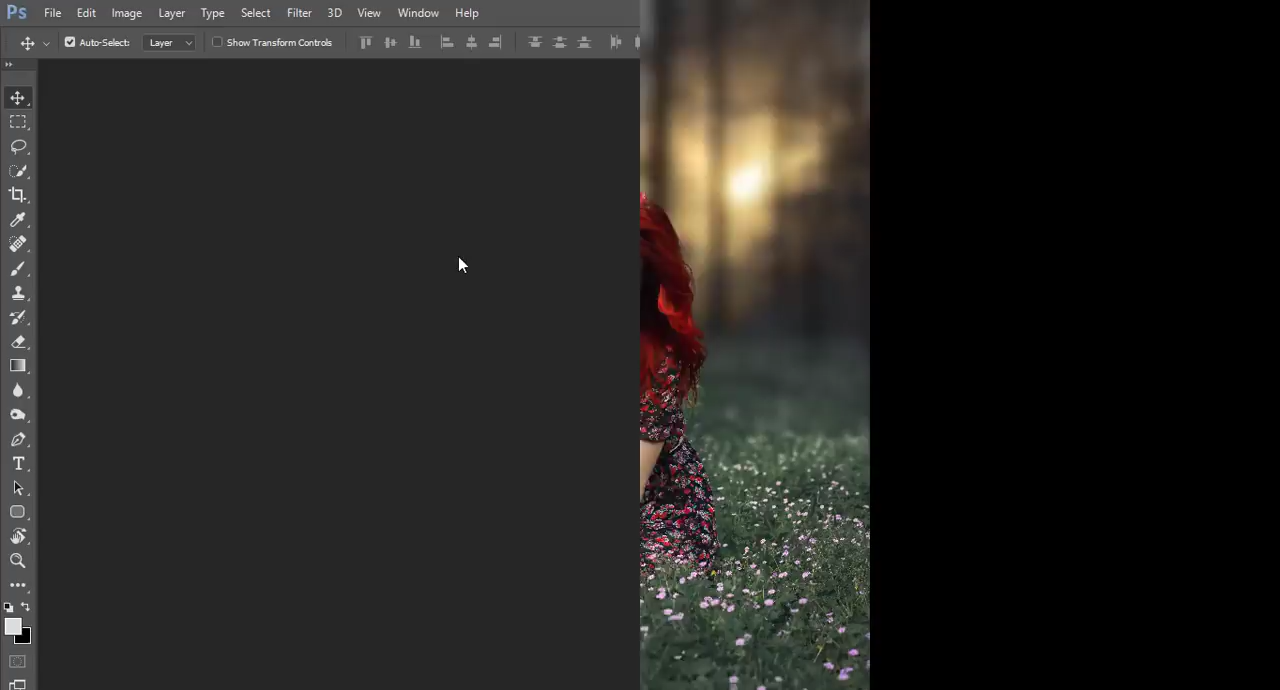 Ps File Edit Image Layer Type Select Filter 3D View Window Help
Auto-Select: Layer Show Transform Controls
T